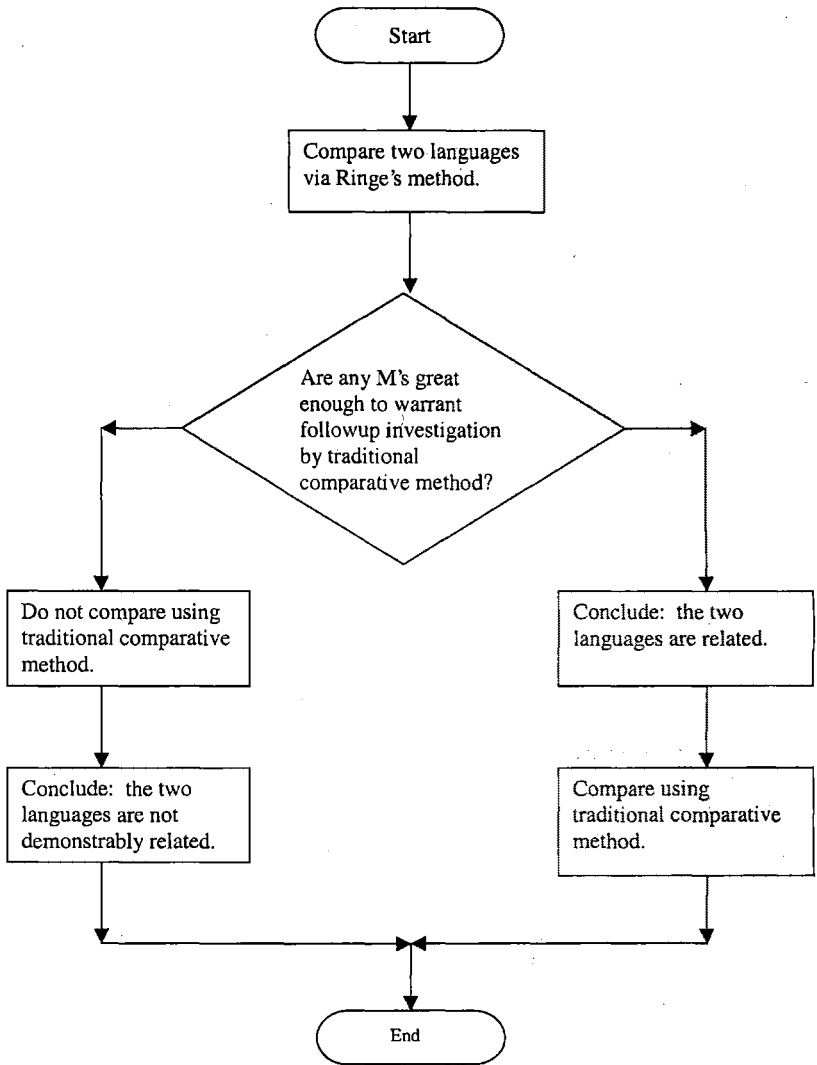 Start
Compare two languages
via Ringe's method.
Are any M's great
enough to warrant
followup investigation
by traditional
comparative method?
Do not compare using
traditional comparative
method.
Conclude:  the two
languages are not
demonstrably related.
Conclude:  the two
languages are related.
Compare using
traditional comparative
method.
End